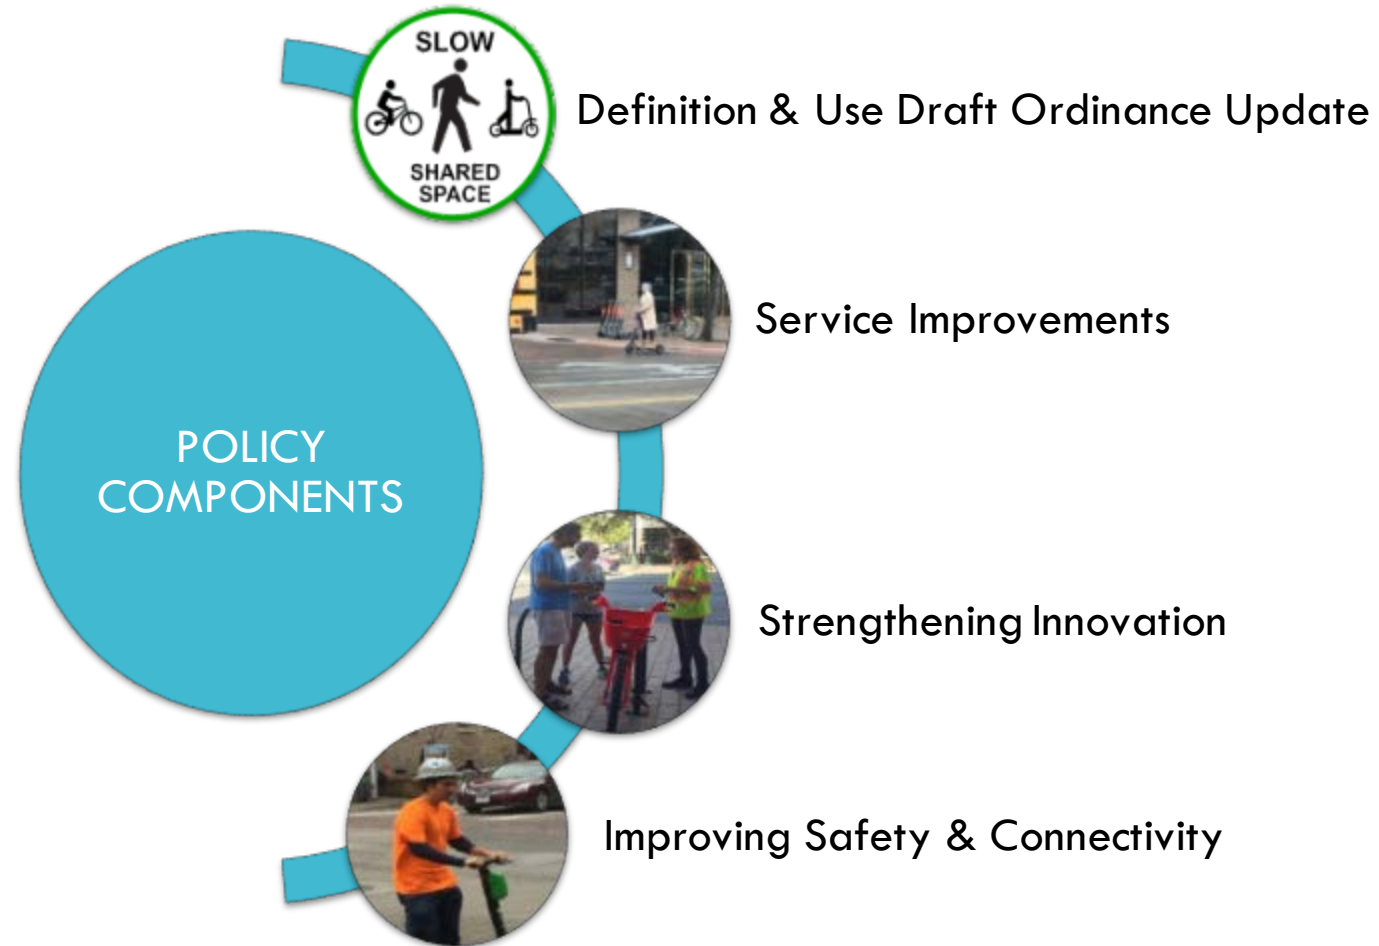 SLOW
SHARED
SPACE
Definition & Use Draft Ordinance Update
Service Improvements
POLICY
COMPONENTS
Strengthening Innovation
Improving Safety & Connectivity